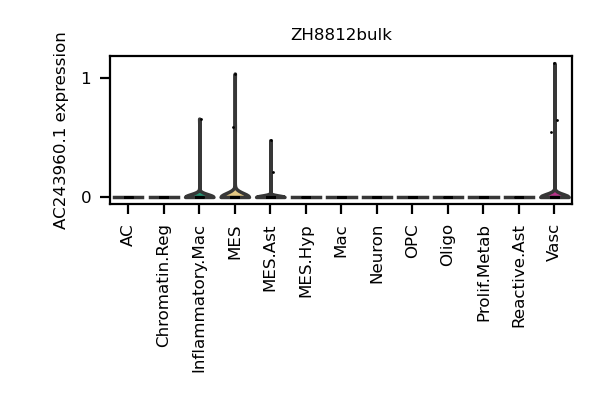 ZH8812bulk
AC243960.1 expression
1
0
AC
Chromatin.Reg
Inflammatory.Mac
MES
MES.Ast
MES.Hyp
Mac
Neuron
OPC
Oligo
Prolif.Metab
Reactive.Ast
Vasc